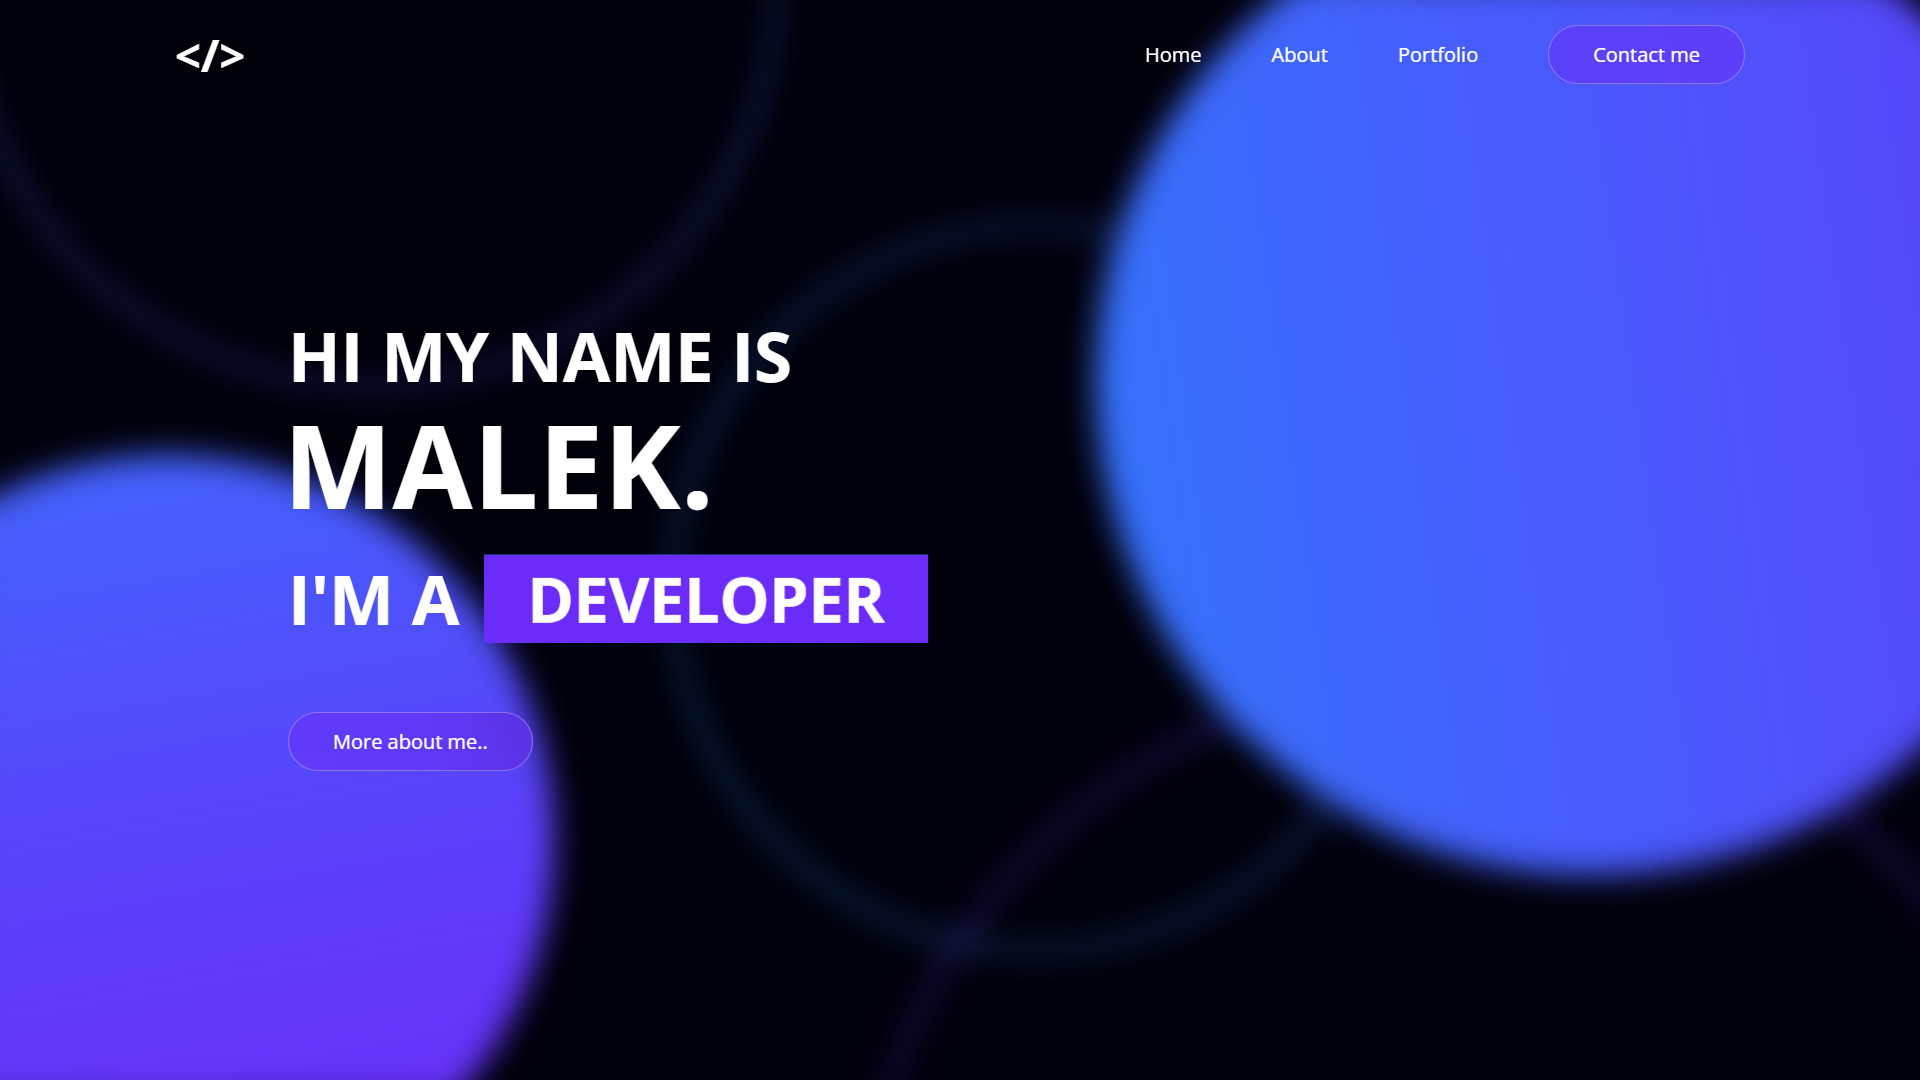 </>
Home About Portfolio Contact me
HI MY NAME IS
MALEK.
I'M A DEVELOPER
More about me..